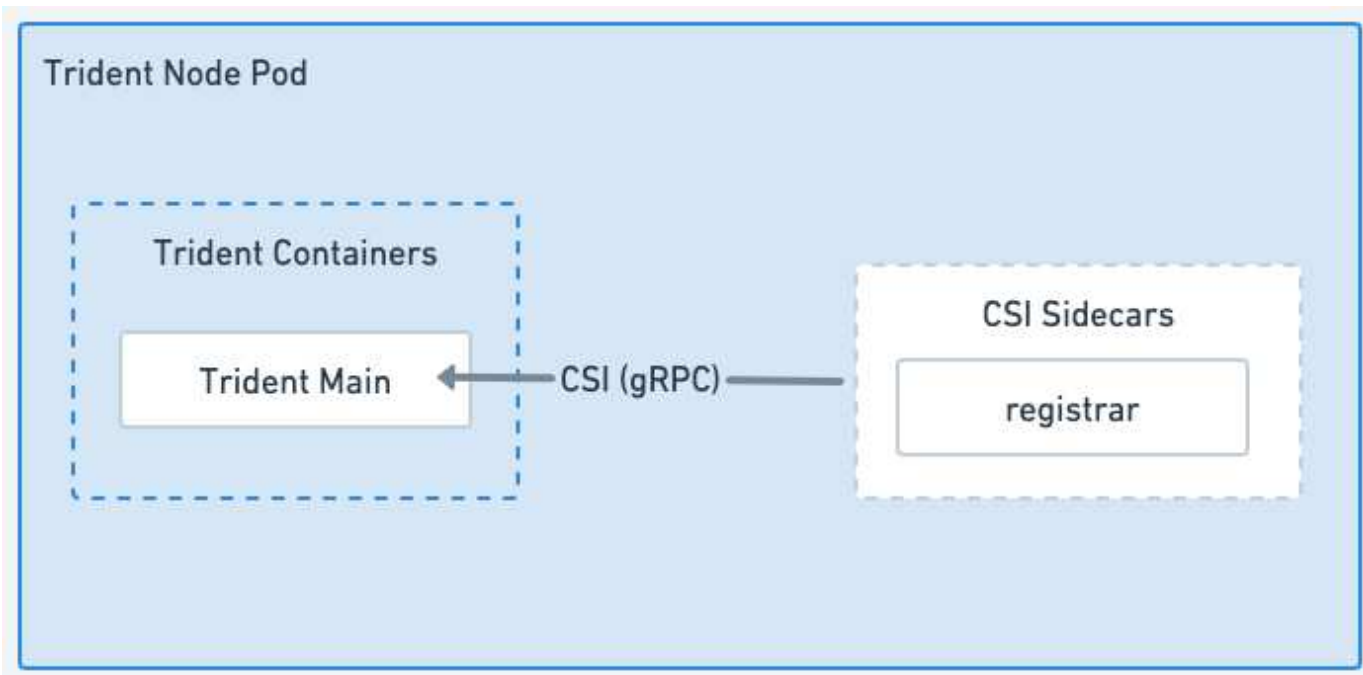 Trident Node Pod
Trident Containers
Trident Main
CSI (gRPC)
CSI Sidecars
registrar